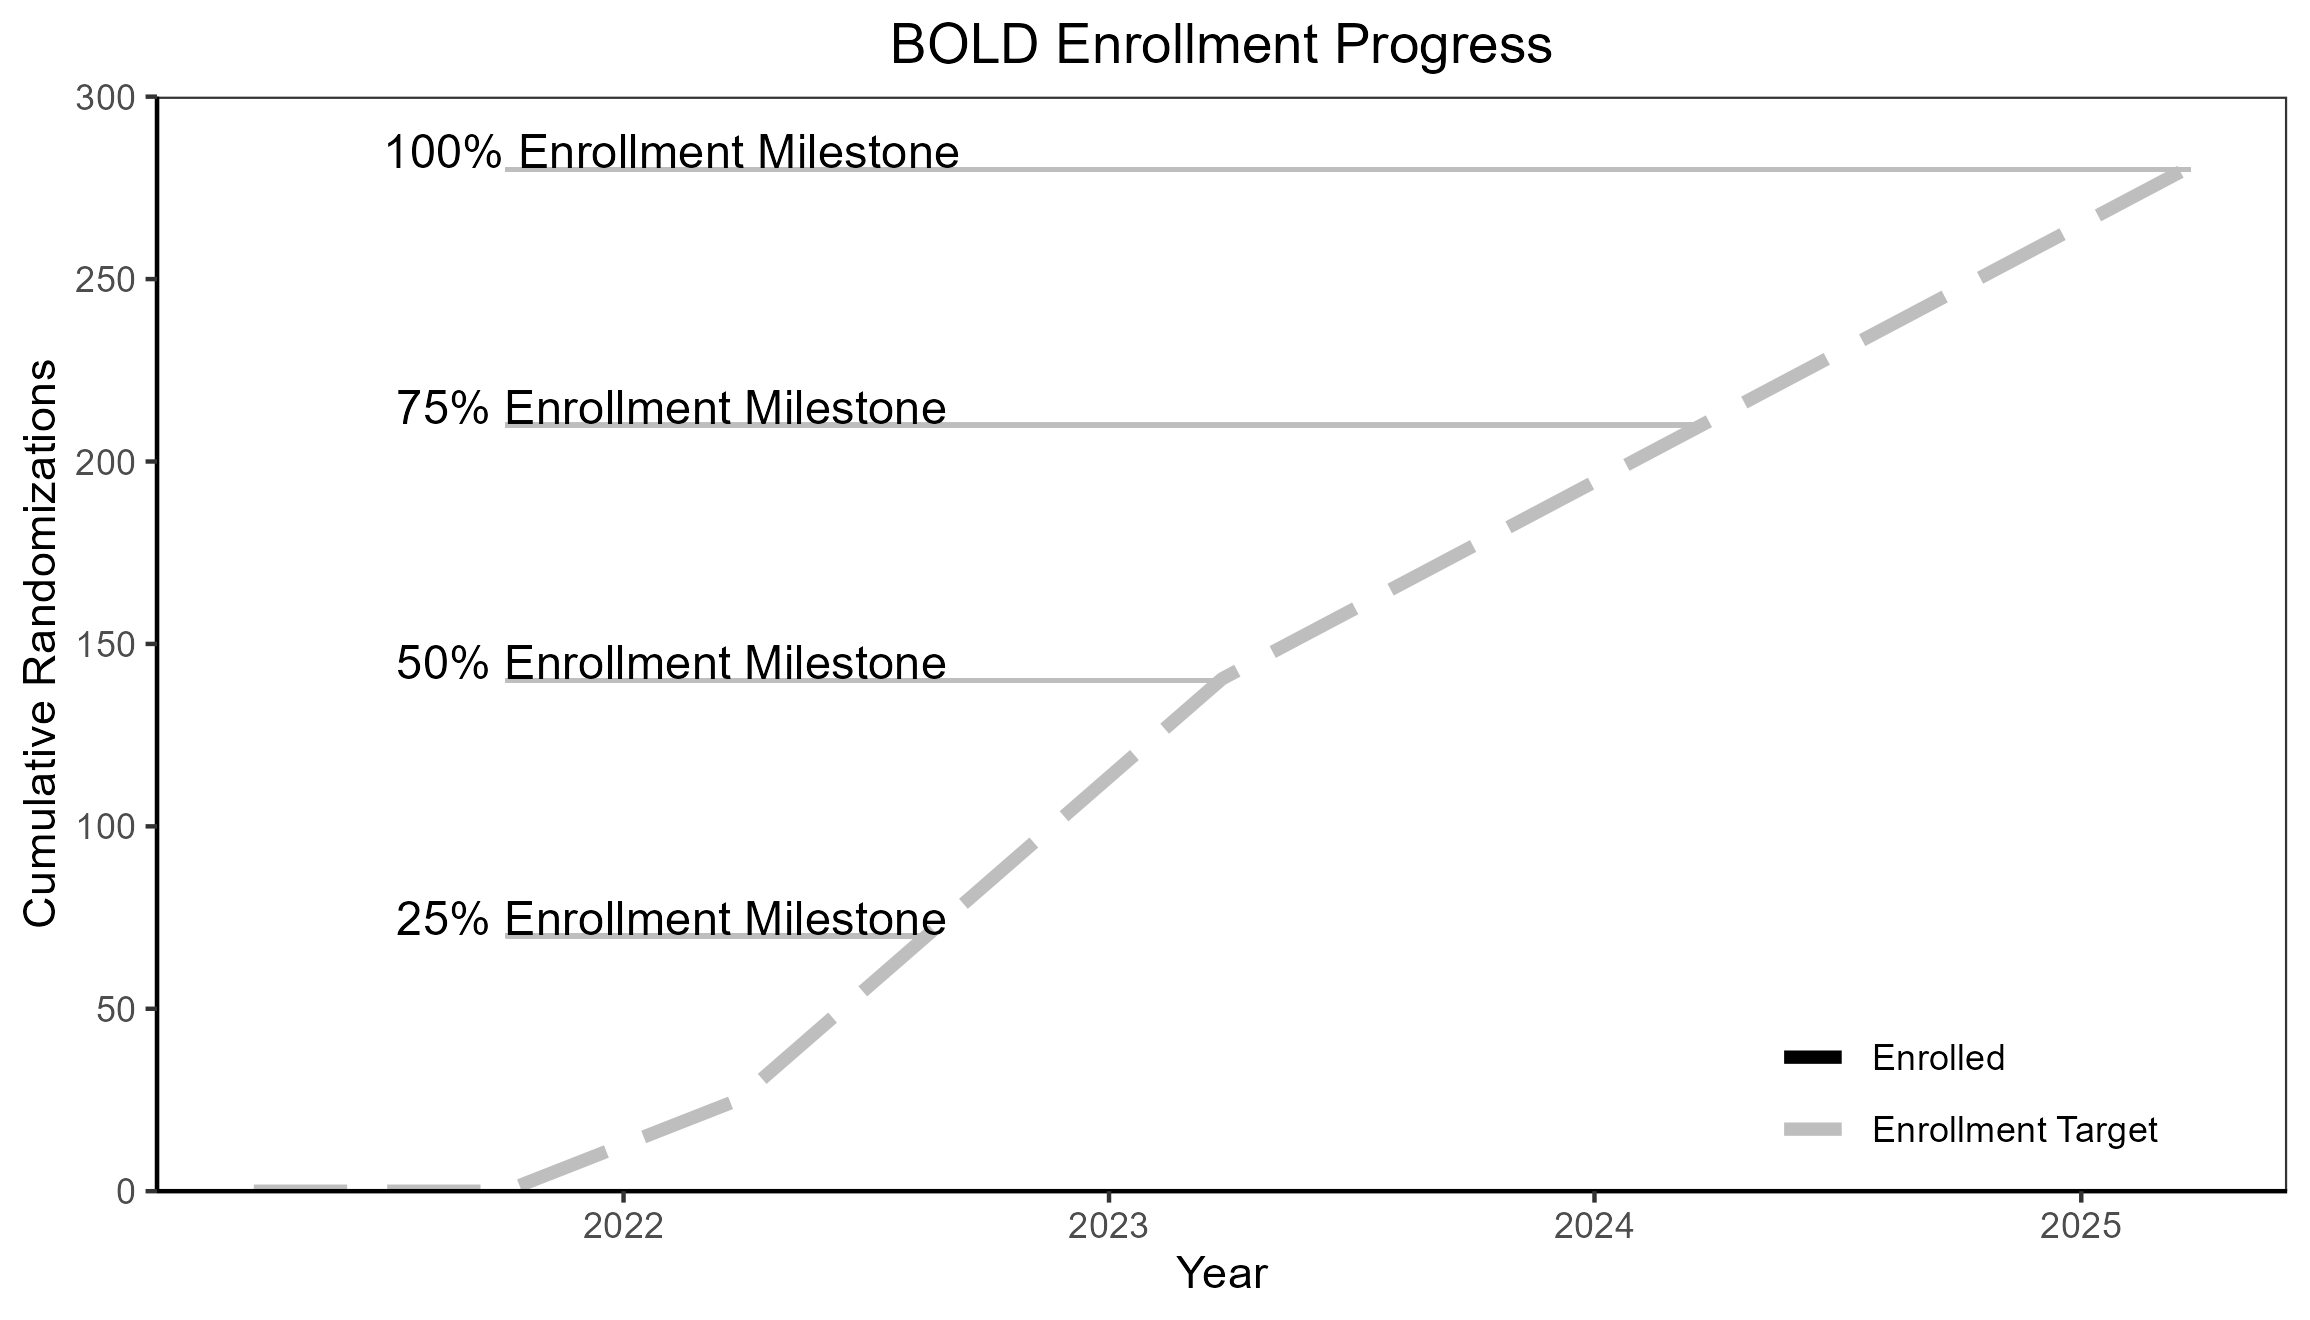 BOLD Enrollment Progress
300
250
200
150
100
50
0
Cumulative Randomizations
100% Enrollment Milestone
75% Enrollment Milestone
50% Enrollment Milestone
25% Enrollment Milestone
Enrolled
Enrollment Target
2022
2023
2024
2025
Year